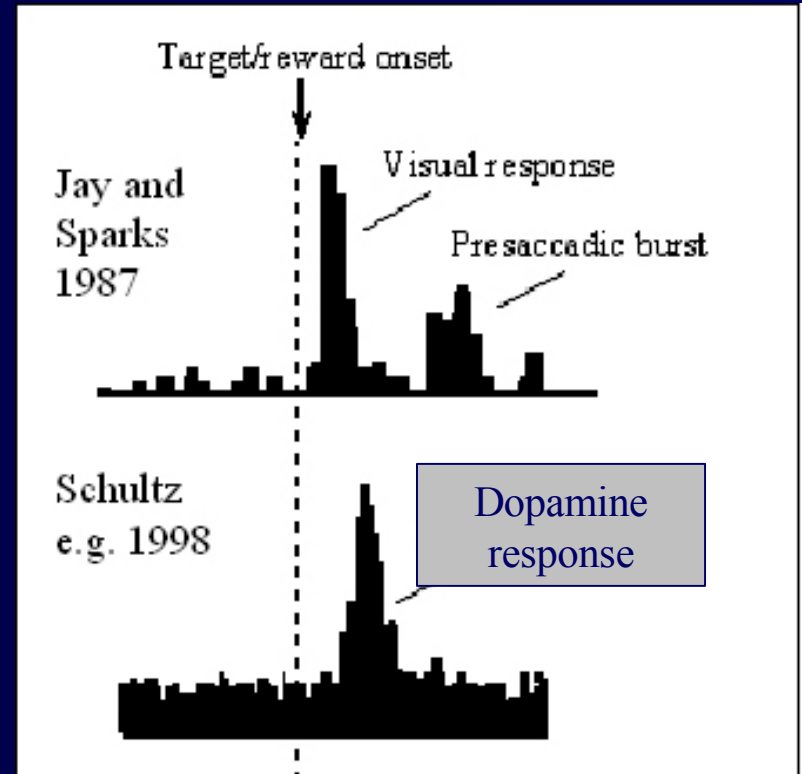 Target/reward onset
Jay and
Sparks
1987
Visual response
Presaccadic burst
Schultz
e.g. 1998
Dopamine
response